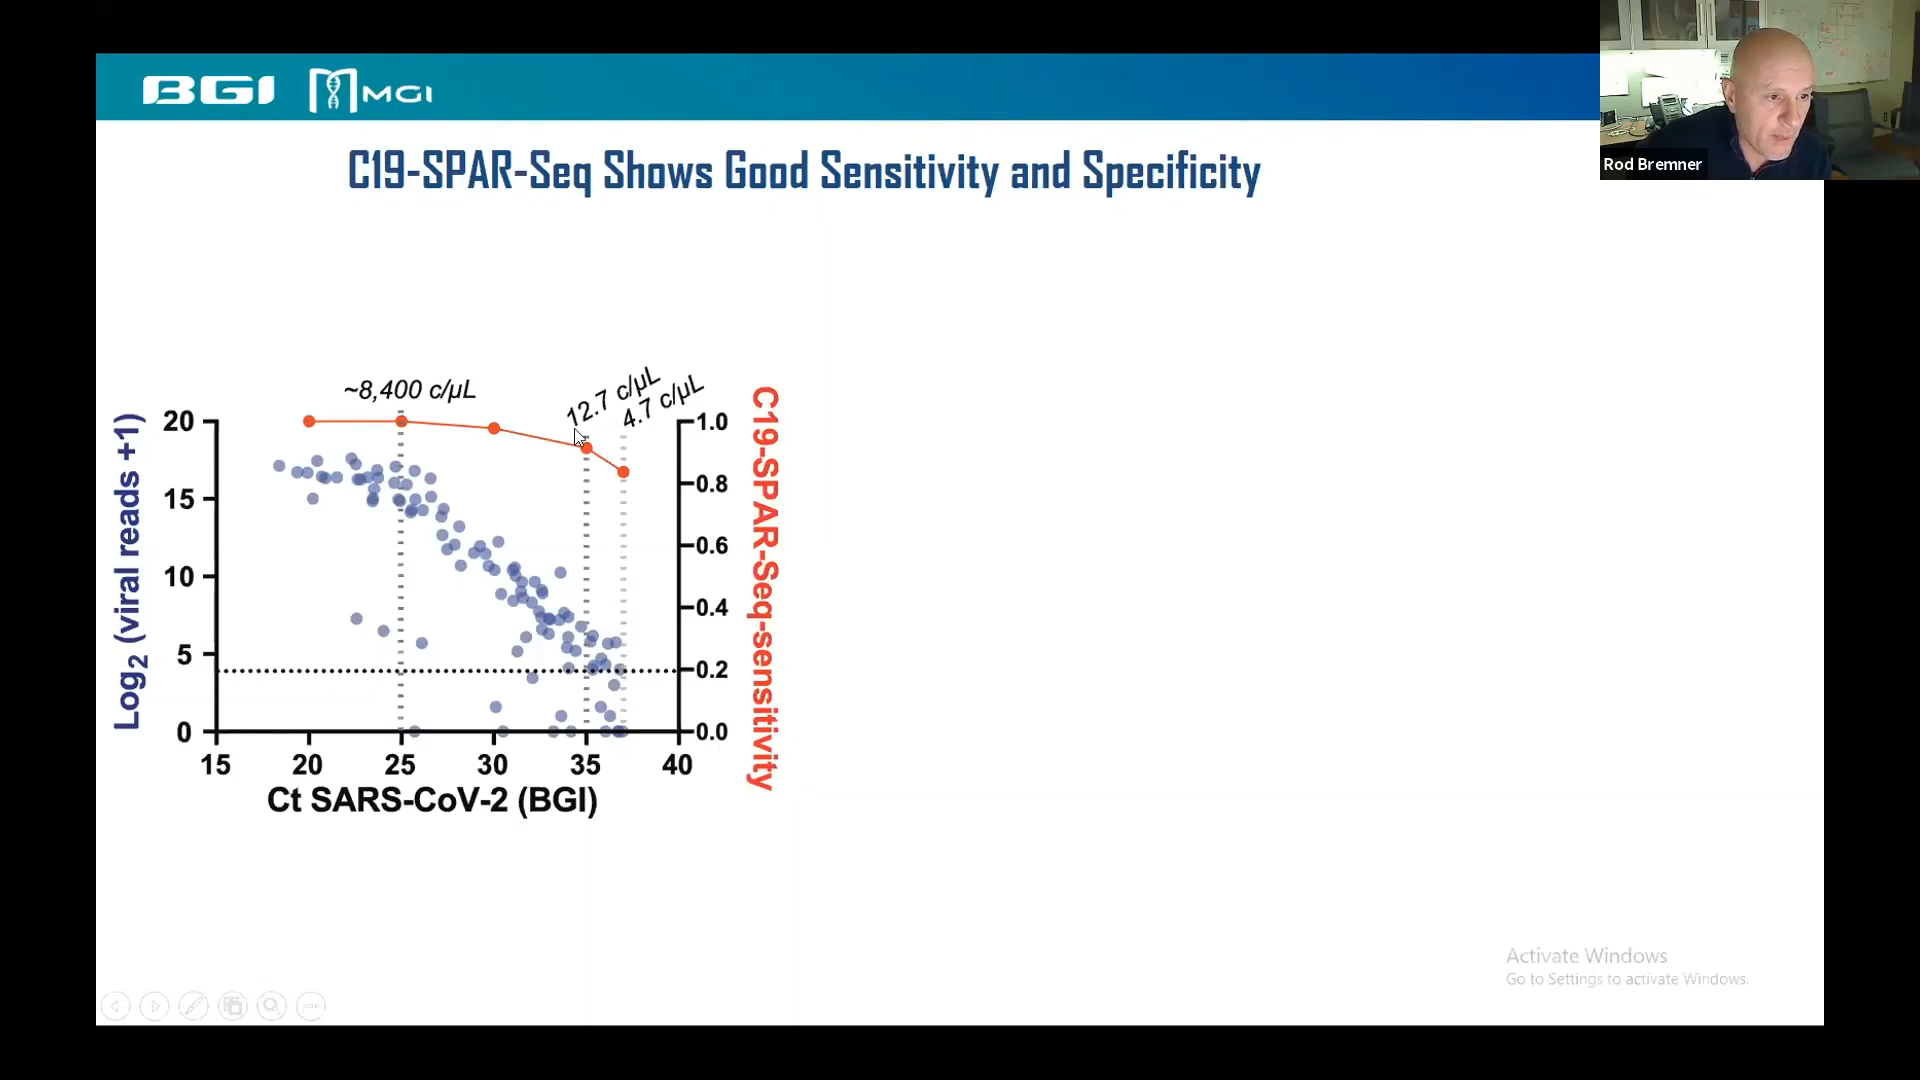 BGI MGI
Rod Bremner
C19-SPAR-Seq Shows Good Sensitivity and Specificity
~8,400 c/µL
12.7 c/µL
4.7 c/µL
Log2 (viral reads +1)
20
15
10
5
0
1.0
0.8
0.6
0.4
0.2
0.0
C19-SPAR-Seq-sensitivity
15 20 25 30 35 40
Ct SARS-CoV-2 (BGI)
Activate Windows
Go to Settings to activate Windows.